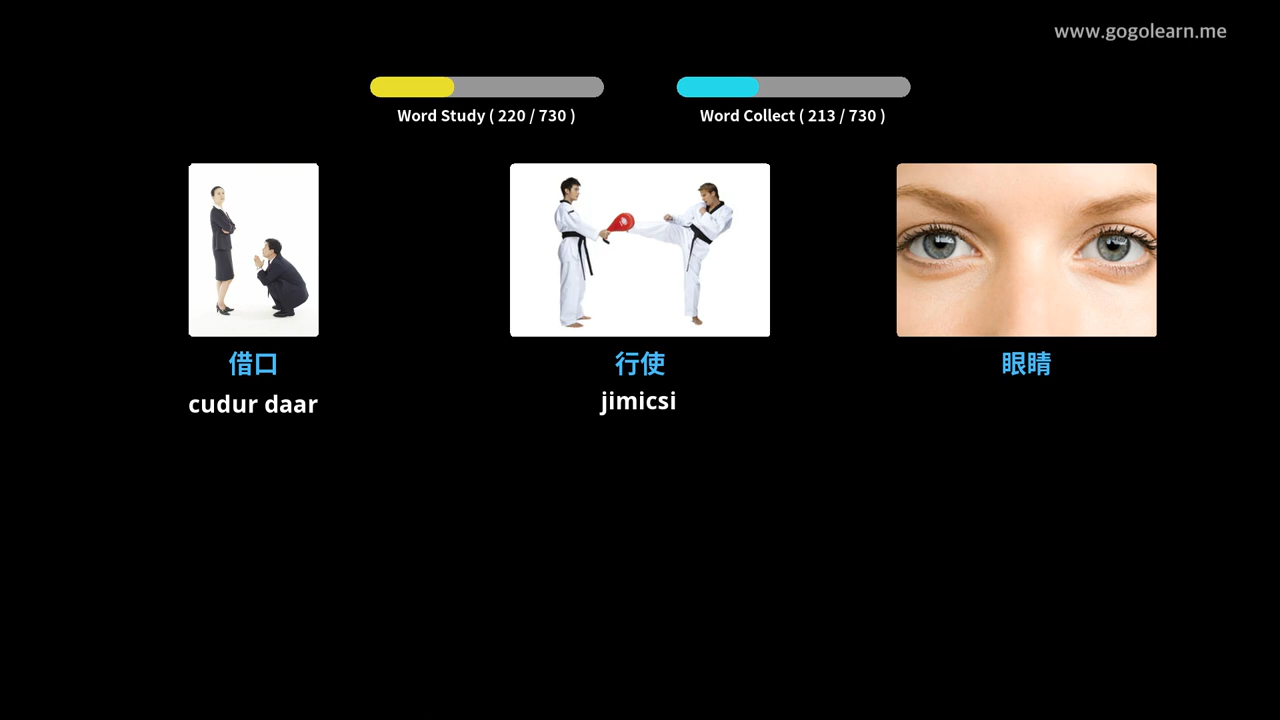 www.gogolearn.me
Word Study ( 220 / 730 )
Word Collect ( 213 / 730 )
借口
行使
眼睛
cudur daar
jimicsi